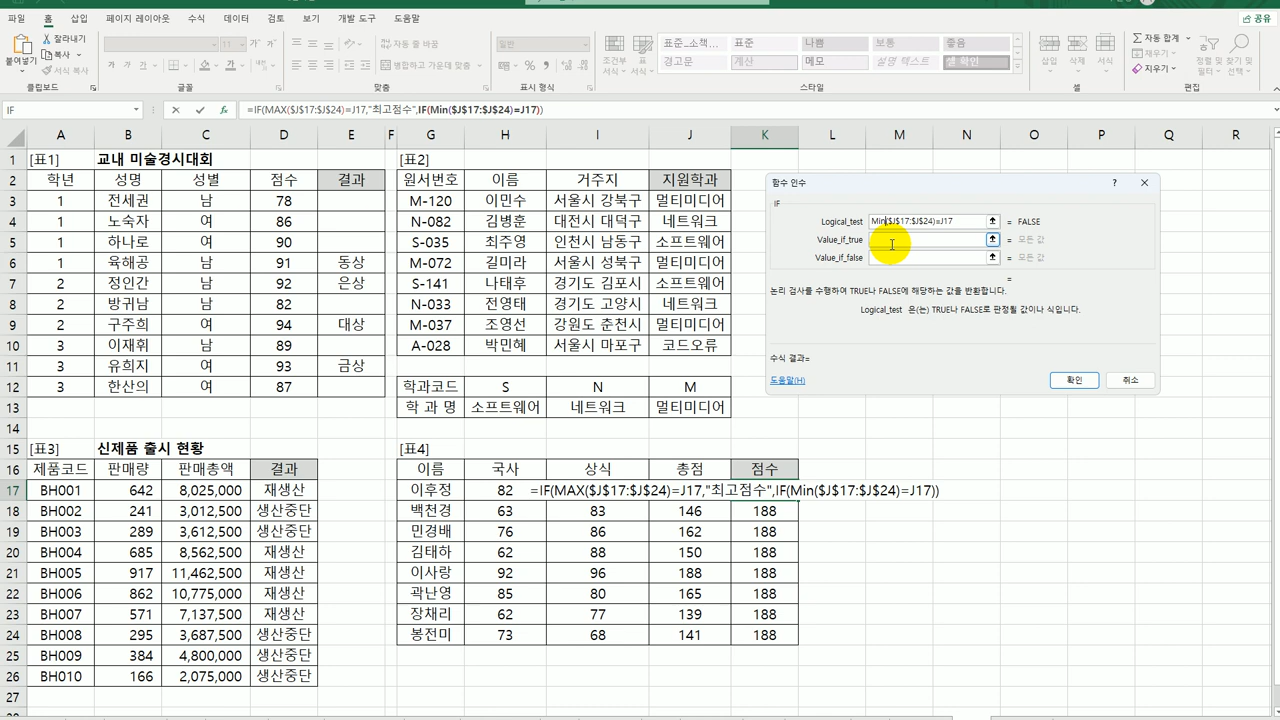 파일 홈 삽입 페이지 레이아웃 수식 데이터 검토 보기 개발 도구 도움말 공유
붙여넣기 잘라내기 복사 서식 복사
11 가 가 가 가 가 자동 줄 바꿈 병합하고 가운데 맞춤 일반 %
조건부 서식 표 서식 표준_소계... 표준 나쁨 보통 좋음
경고문 계산 메모 설명 텍스트 셀 확인
삽입 삭제 서식 자동 합계 채우기 지우기 정렬 및 필터 찾기 및 선택
클립보드 글꼴 맞춤 표시 형식 스타일 셀 편집
IF =IF(MAX($J$17:$J$24)=J17,"최고점수",IF(Min($J$17:$J$24)=J17))
A B C D E F G H I J K L M N O P Q R
1 [표1] 교내 미술경시대회 [표2]
2 학년 성명 성별 점수 결과 원서번호 이름 거주지 지원학과
3 1 전세권 남 78 M-120 이민수 서울시 강북구 멀티미디어
4 1 노숙자 여 86 N-082 김병훈 대전시 대덕구 네트워크
5 1 하나로 여 90 S-035 최주영 인천시 남동구 소프트웨어
6 1 육해공 남 91 동상 M-072 길미라 서울시 성북구 멀티미디어
7 2 정인간 남 92 은상 S-141 나태후 경기도 김포시 소프트웨어
8 2 방귀남 남 82 N-033 전영태 경기도 고양시 네트워크
9 2 구주희 여 94 대상 M-037 조영선 강원도 춘천시 멀티미디어
10 3 이재휘 남 89 A-028 박민혜 서울시 마포구 코드오류
11 3 유희지 여 93 금상
12 3 한산의 여 87 학과코드 S N M
13 학 과 명 소프트웨어 네트워크 멀티미디어
14
15 [표3] 신제품 출시 현황 [표4]
16 제품코드 판매량 판매총액 결과 이름 국사 상식 총점 점수
17 BH001 642 8,025,000 재생산 이후정 82 =IF(MAX($J$17:$J$24)=J17,"최고점수",IF(Min($J$17:$J$24)=J17))
18 BH002 241 3,012,500 생산중단 백천경 63 83 146 188
19 BH003 289 3,612,500 생산중단 민경배 76 86 162 188
20 BH004 685 8,562,500 재생산 김태하 62 88 150 188
21 BH005 917 11,462,500 재생산 이사랑 92 96 188 188
22 BH006 862 10,775,000 재생산 곽난영 85 80 165 188
23 BH007 571 7,137,500 재생산 장채리 62 77 139 188
24 BH008 295 3,687,500 생산중단 봉전미 73 68 141 188
25 BH009 384 4,800,000 생산중단
26 BH010 166 2,075,000 생산중단
27
함수 인수 ?
IF
Logical_test Min($J$17:$J$24)=J17 = FALSE
Value_if_true = 모든 값
Value_if_false = 모든 값
=
논리 검사를 수행하여 TRUE나 FALSE에 해당하는 값을 반환합니다.
Logical_test 은(는) TRUE나 FALSE로 판정될 값이나 식입니다.
수식 결과=
도움말(H) 확인 취소